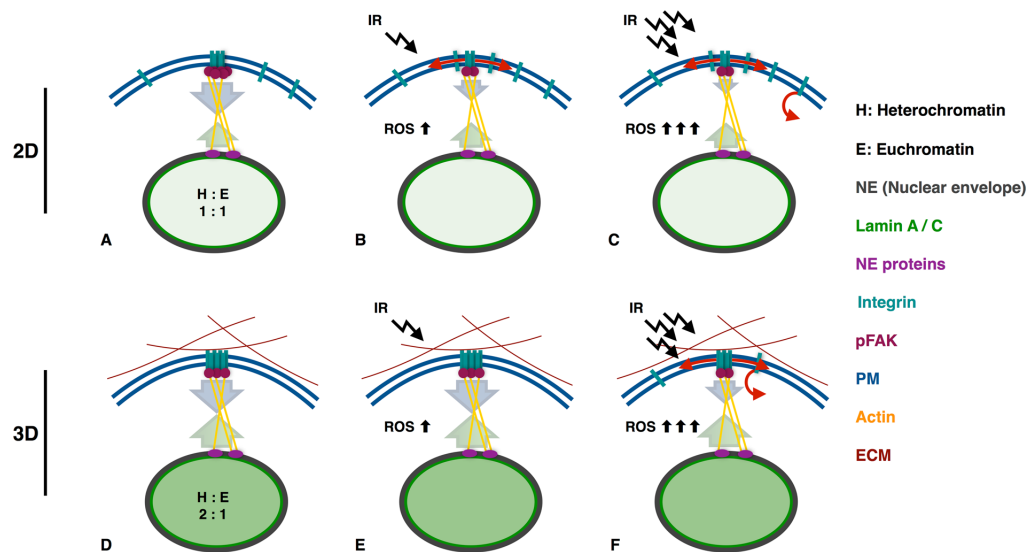 IR
IR
ROS
ROS
2D
H : E
1 : 1
A
B
C
IR
IR
ROS
ROS
3D
H : E
2 : 1
D
E
F
H: Heterochromatin
E: Euchromatin
NE (Nuclear envelope)
Lamin A / C
NE proteins
Integrin
pFAK
PM
Actin
ECM